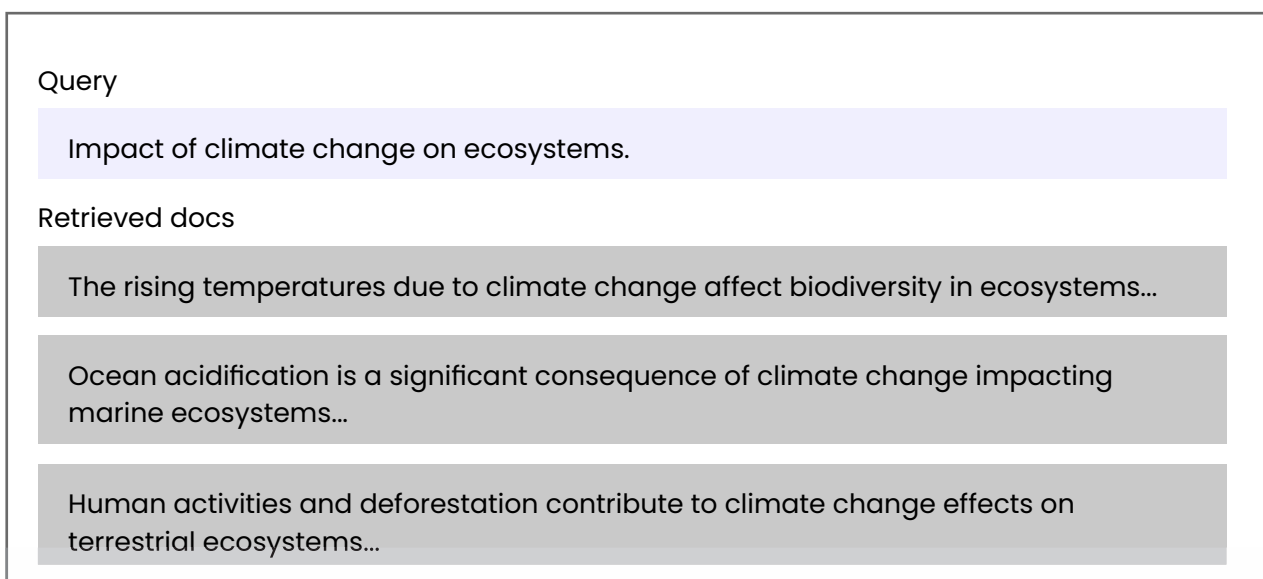 Query
Impact of climate change on ecosystems.
Retrieved docs
The rising temperatures due to climate change affect biodiversity in ecosystems...
Ocean acidification is a significant consequence of climate change impacting
marine ecosystems...
Human activities and deforestation contribute to climate change effects on
terrestrial ecosystems...